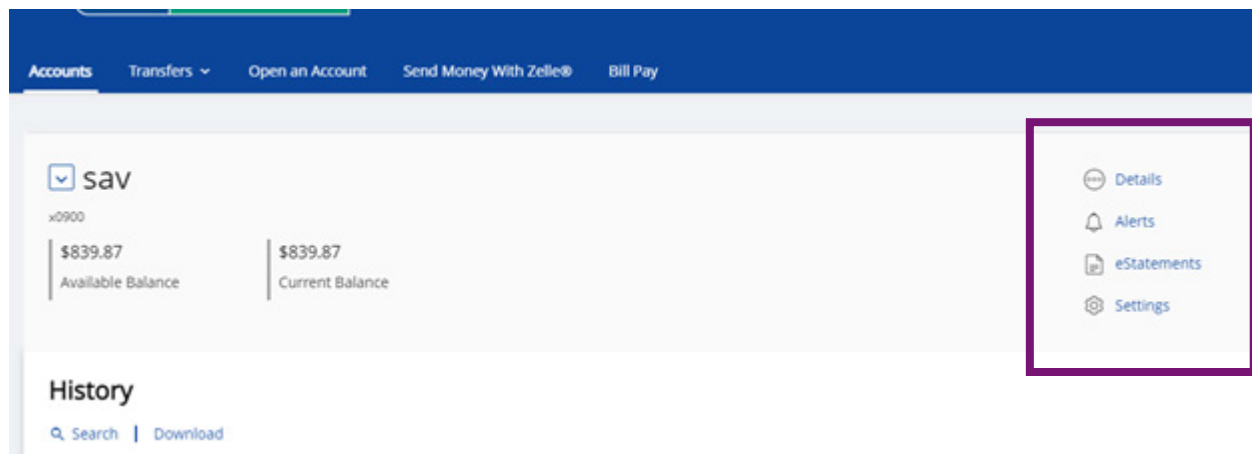 Accounts Transfers Open an Account Send Money With Zelle® Bill Pay
sav
x0900
$839.87 $839.87
Available Balance Current Balance
Details
Alerts
eStatements
Settings
History
Search | Download